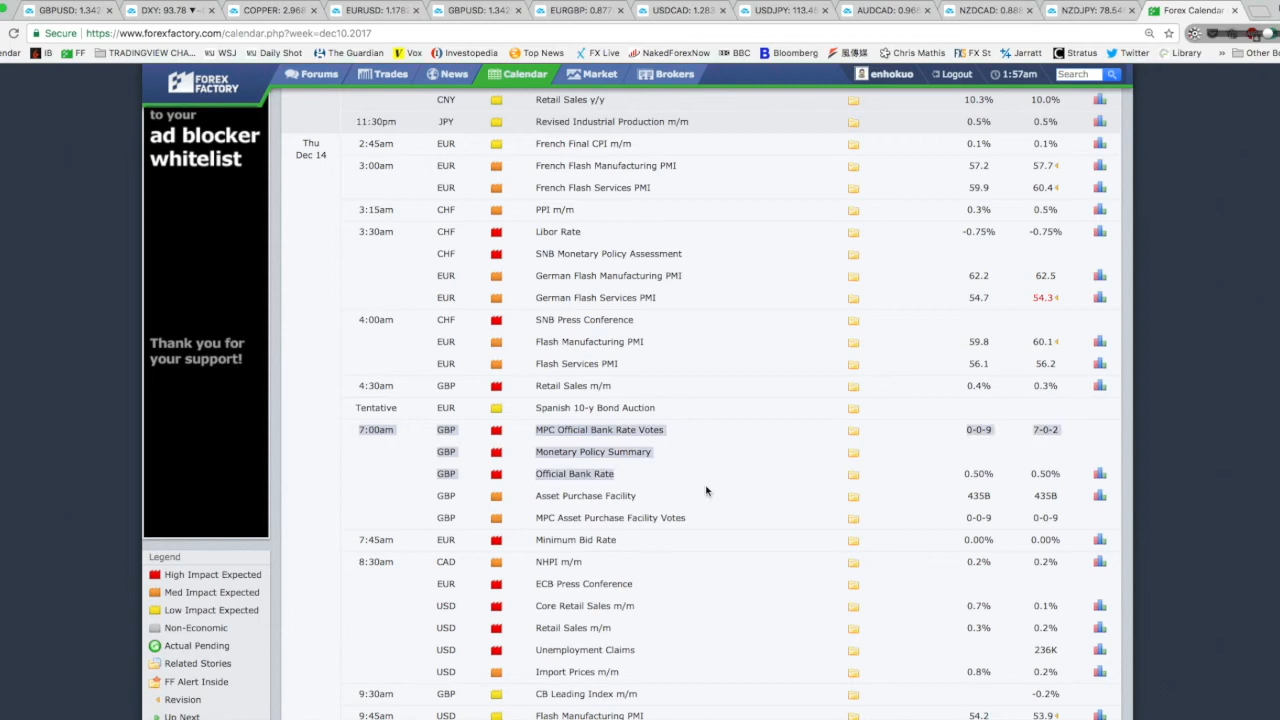 GBPUSD: 1.342
DXY: 93.78 ▼
COPPER: 2.968
EURUSD: 1.178
GBPUSD: 1.342
EURGBP: 0.877
USDCAD: 1.283
USDJPY: 113.4
AUDCAD: 0.96
NZDCAD: 0.88
NZDJPY: 78.54
Forex Calendar
Secure https://www.forexfactory.com/calendar.php?week=dec10.2017
endar IB FF TRADINGVIEW CHA... WSJ Daily Shot The Guardian Vox Investopedia Top News FX Live NakedForexNow BBC Bloomberg 風傳媒 Chris Mathis FX St Jarratt Stratus Twitter Library » Other Bo
FOREX FACTORY Forums Trades News Calendar Market Brokers enhokuo Logout 1:57am Search
to your
ad blocker
whitelist
Thank you for
your support!
CNY Retail Sales y/y 10.3% 10.0%
11:30pm JPY Revised Industrial Production m/m 0.5% 0.5%
Thu
Dec 14
2:45am EUR French Final CPI m/m 0.1% 0.1%
3:00am EUR French Flash Manufacturing PMI 57.2 57.7
EUR French Flash Services PMI 59.9 60.4
3:15am CHF PPI m/m 0.3% 0.5%
3:30am CHF Libor Rate -0.75% -0.75%
CHF SNB Monetary Policy Assessment
EUR German Flash Manufacturing PMI 62.2 62.5
EUR German Flash Services PMI 54.7 54.3
4:00am CHF SNB Press Conference
EUR Flash Manufacturing PMI 59.8 60.1
EUR Flash Services PMI 56.1 56.2
4:30am GBP Retail Sales m/m 0.4% 0.3%
Tentative EUR Spanish 10-y Bond Auction
7:00am GBP MPC Official Bank Rate Votes 0-0-9 7-0-2
GBP Monetary Policy Summary
GBP Official Bank Rate 0.50% 0.50%
GBP Asset Purchase Facility 435B 435B
GBP MPC Asset Purchase Facility Votes 0-0-9 0-0-9
7:45am EUR Minimum Bid Rate 0.00% 0.00%
8:30am CAD NHPI m/m 0.2% 0.2%
EUR ECB Press Conference
USD Core Retail Sales m/m 0.7% 0.1%
USD Retail Sales m/m 0.3% 0.2%
USD Unemployment Claims 236K
USD Import Prices m/m 0.8% 0.2%
9:30am GBP CB Leading Index m/m -0.2%
9:45am USD Flash Manufacturing PMI 54.2 53.9
Legend
High Impact Expected
Med Impact Expected
Low Impact Expected
Non-Economic
Actual Pending
Related Stories
FF Alert Inside
Revision
Up Next